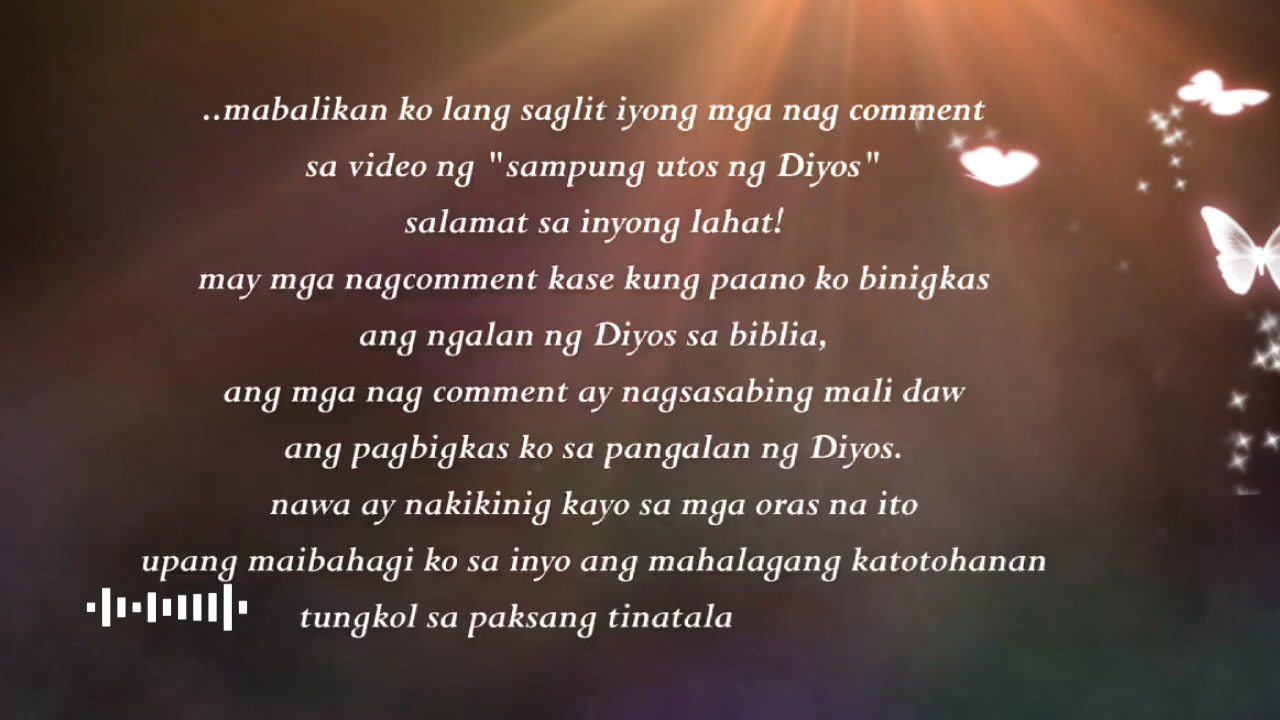 ..mabalikan ko lang saglit iyong mga nag comment
sa video ng "sampung utos ng Diyos"
salamat sa inyong lahat!
may mga nagcomment kase kung paano ko binigkas
ang ngalan ng Diyos sa biblia,
ang mga nag comment ay nagsasabing mali daw
ang pagbigkas ko sa pangalan ng Diyos.
nawa ay nakikinig kayo sa mga oras na ito
upang maibahagi ko sa inyo ang mahalagang katotohanan
tungkol sa paksang tinatala